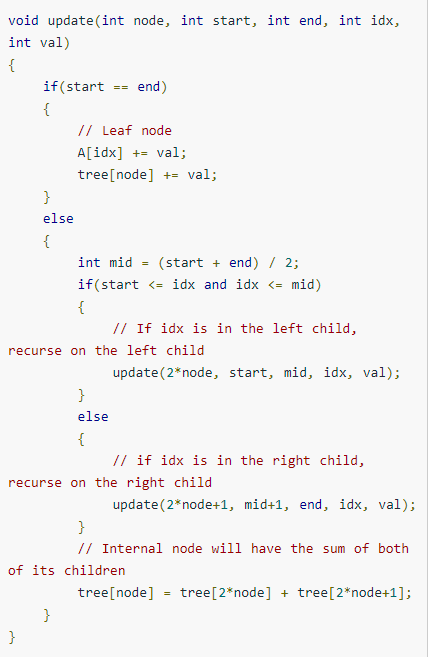 void update(int node, int start, int end, int idx,
int val)
{
    if(start == end)
    {
        // Leaf node
        A[idx] += val;
        tree[node] += val;
    }
    else
    {
        int mid = (start + end) / 2;
        if(start <= idx and idx <= mid)
        {
            // If idx is in the left child,
recurse on the left child
            update(2*node, start, mid, idx, val);
        }
        else
        {
            // if idx is in the right child,
recurse on the right child
            update(2*node+1, mid+1, end, idx, val);
        }
        // Internal node will have the sum of both
of its children
        tree[node] = tree[2*node] + tree[2*node+1];
    }
}